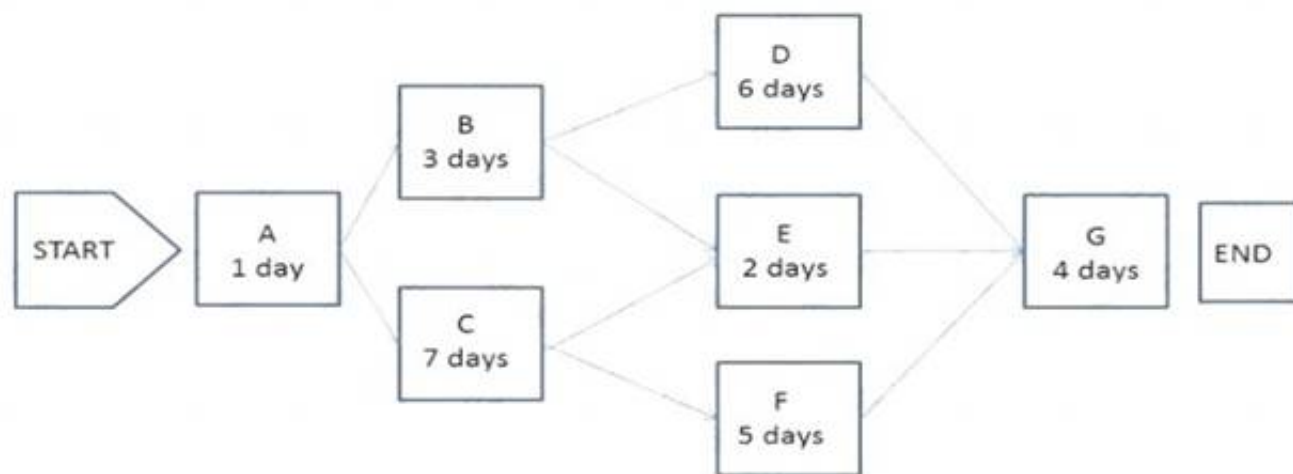 START
A
1 day
B
3 days
C
7 days
D
6 days
E
2 days
F
5 days
G
4 days
END